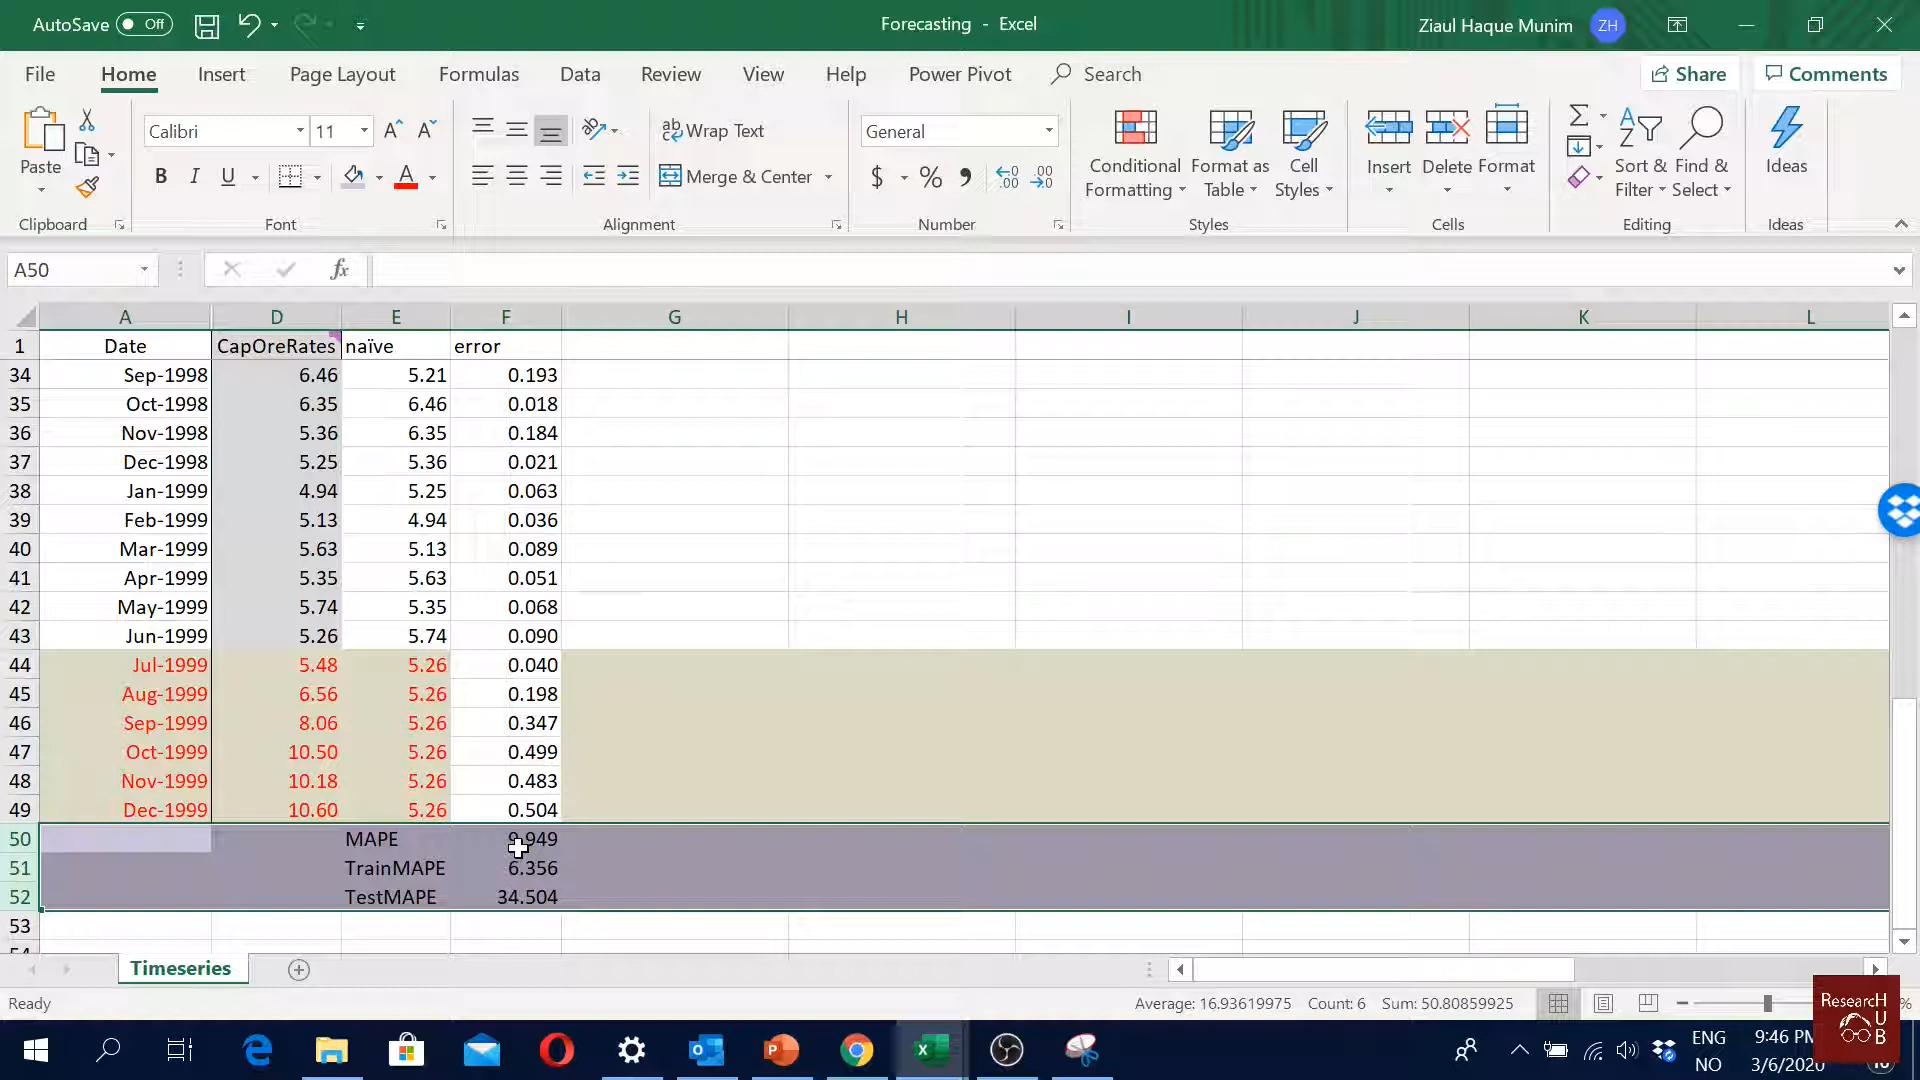 AutoSave Off
Forecasting - Excel
Ziaul Haque Munim ZH
File Home Insert Page Layout Formulas Data Review View Help Power Pivot Search Share Comments
Calibri 11 Wrap Text General
Paste B I U Merge & Center $ % , Conditional Formatting Format as Table Cell Styles Insert Delete Format Sort & Filter Find & Select Ideas
Clipboard Font Alignment Number Styles Cells Editing Ideas
A50 fx
A D E F G H I J K L
1 Date CapOreRates naïve error
34 Sep-1998 6.46 5.21 0.193
35 Oct-1998 6.35 6.46 0.018
36 Nov-1998 5.36 6.35 0.184
37 Dec-1998 5.25 5.36 0.021
38 Jan-1999 4.94 5.25 0.063
39 Feb-1999 5.13 4.94 0.036
40 Mar-1999 5.63 5.13 0.089
41 Apr-1999 5.35 5.63 0.051
42 May-1999 5.74 5.35 0.068
43 Jun-1999 5.26 5.74 0.090
44 Jul-1999 5.48 5.26 0.040
45 Aug-1999 6.56 5.26 0.198
46 Sep-1999 8.06 5.26 0.347
47 Oct-1999 10.50 5.26 0.499
48 Nov-1999 10.18 5.26 0.483
49 Dec-1999 10.60 5.26 0.504
50 MAPE
51 TrainMAPE 6.356
52 TestMAPE 34.504
53
Timeseries
Ready Average: 16.93619975 Count: 6 Sum: 50.80859925
ResearcH
UB
ENG 9:46 PM
NO